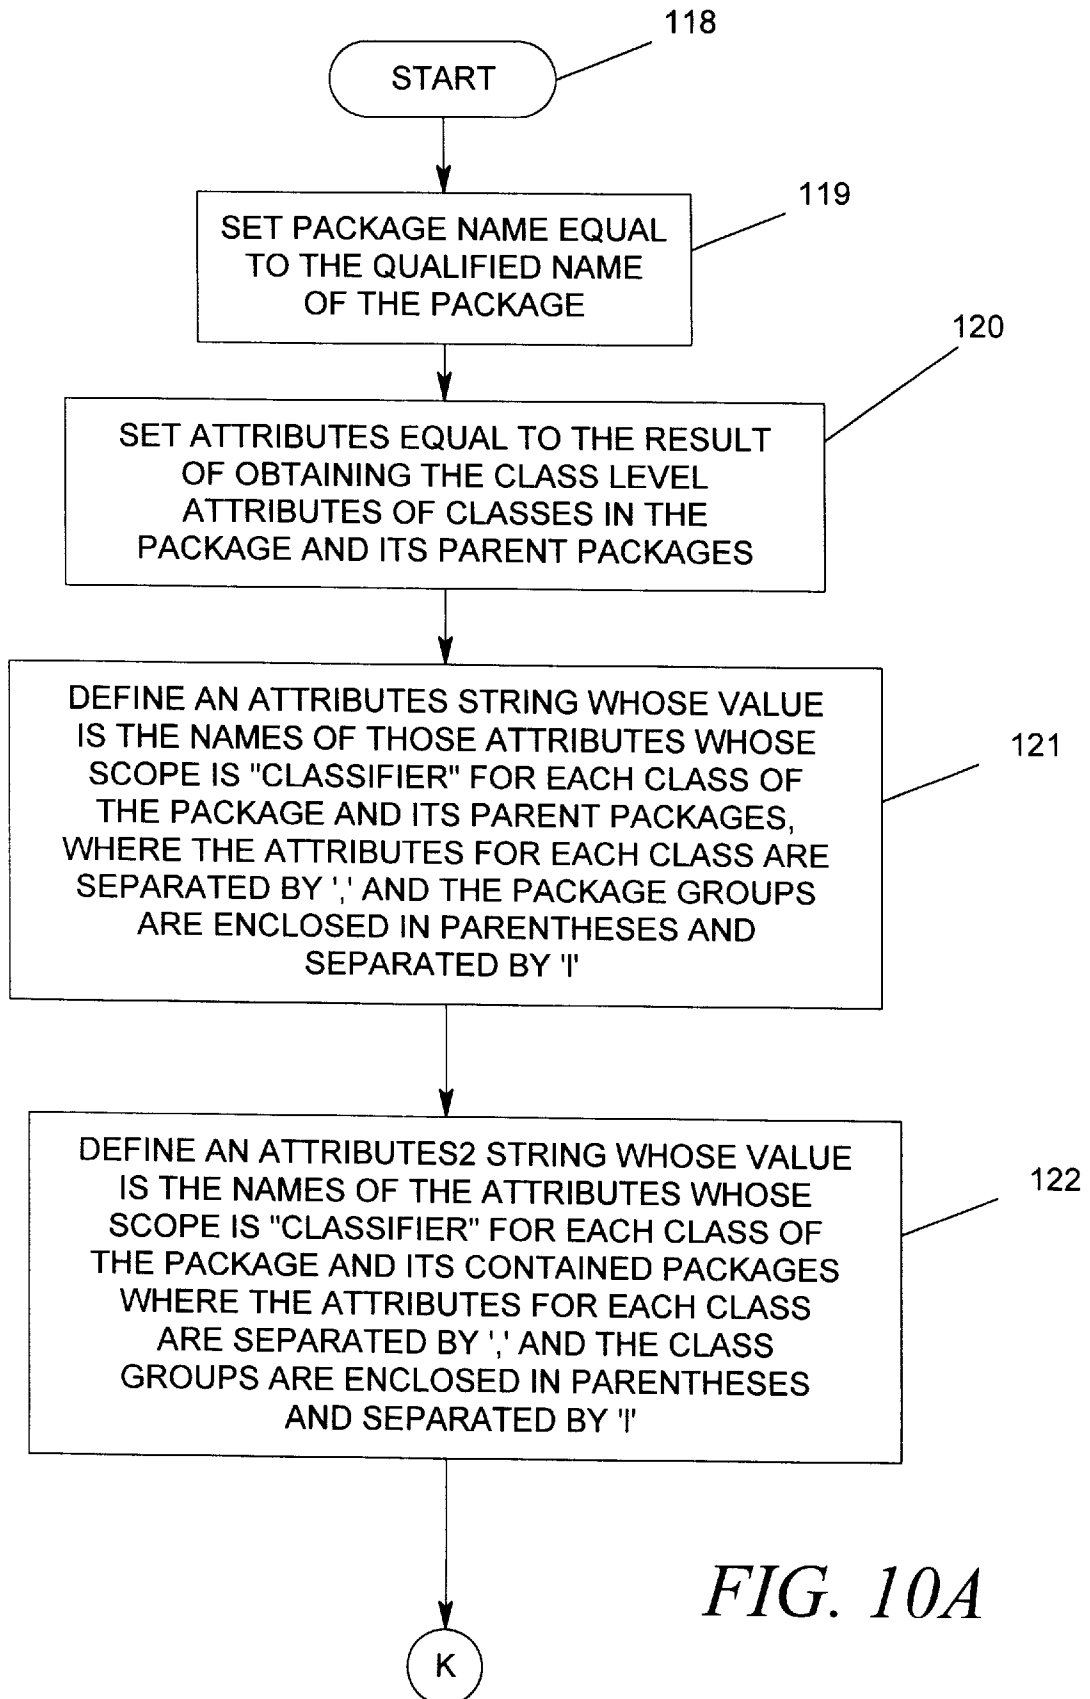 118
START
119
SET PACKAGE NAME EQUAL
TO THE QUALIFIED NAME
OF THE PACKAGE
120
SET ATTRIBUTES EQUAL TO THE RESULT
OF OBTAINING THE CLASS LEVEL
ATTRIBUTES OF CLASSES IN THE
PACKAGE AND ITS PARENT PACKAGES
121
DEFINE AN ATTRIBUTES STRING WHOSE VALUE
IS THE NAMES OF THOSE ATTRIBUTES WHOSE
SCOPE IS "CLASSIFIER" FOR EACH CLASS OF
THE PACKAGE AND ITS PARENT PACKAGES,
WHERE THE ATTRIBUTES FOR EACH CLASS ARE
SEPARATED BY ',' AND THE PACKAGE GROUPS
ARE ENCLOSED IN PARENTHESES AND
SEPARATED BY 'I'
122
DEFINE AN ATTRIBUTES2 STRING WHOSE VALUE
IS THE NAMES OF THE ATTRIBUTES WHOSE
SCOPE IS "CLASSIFIER" FOR EACH CLASS OF
THE PACKAGE AND ITS CONTAINED PACKAGES
WHERE THE ATTRIBUTES FOR EACH CLASS
ARE SEPARATED BY ',' AND THE CLASS
GROUPS ARE ENCLOSED IN PARENTHESES
AND SEPARATED BY 'I'
FIG. 10A
K